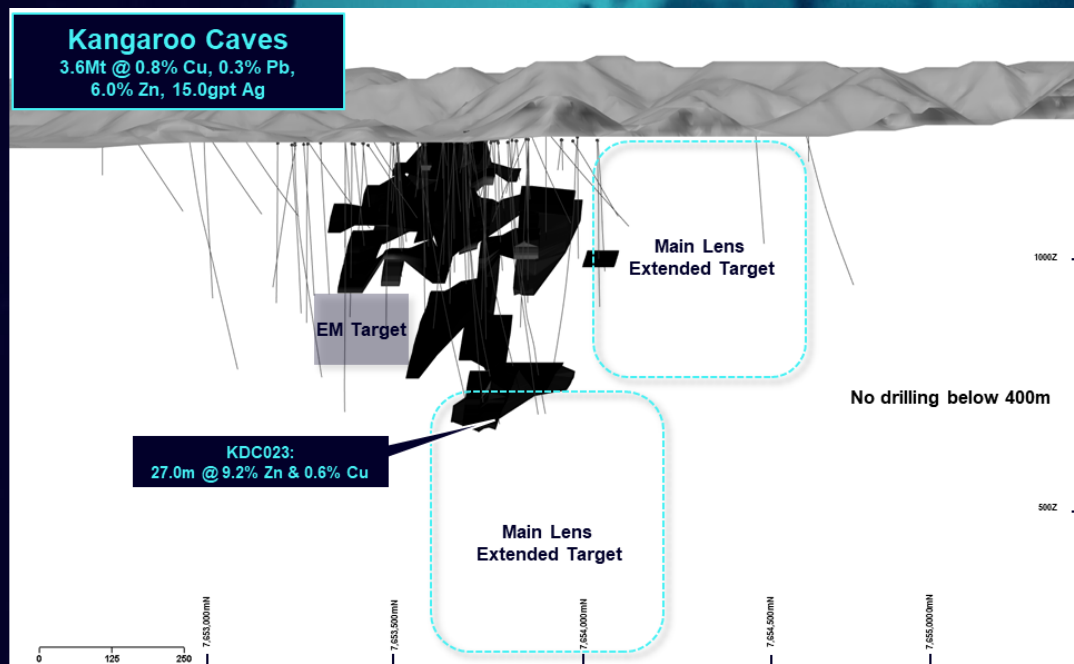 Kangaroo Caves
3.6Mt @ 0.8% Cu, 0.3% Pb,
6.0% Zn, 15.0gpt Ag
Main Lens
Extended Target
1000Z
EM Target
No drilling below 400m
KDC023:
27.0m @ 9.2% Zn & 0.6% Cu
500Z
Main Lens
Extended Target
7,653,000mN
7,653,500mN
7,654,000mN
7,654,500mN
7,655,0000mN
0
125
250